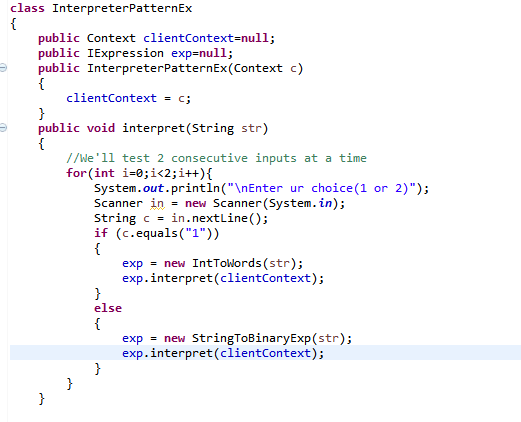 class InterpreterPatternEx
{
    public Context clientContext=null;
    public IExpression exp=null;
    public InterpreterPatternEx(Context c)
    {
        clientContext = c;
    }
    public void interpret(String str)
    {
        //We'll test 2 consecutive inputs at a time
        for(int i=0;i<2;i++){
            System.out.println("\nEnter ur choice(1 or 2)");
            Scanner in = new Scanner(System.in);
            String c = in.nextLine();
            if (c.equals("1"))
            {
                exp = new IntToWords(str);
                exp.interpret(clientContext);
            }
            else
            {
                exp = new StringToBinaryExp(str);
                exp.interpret(clientContext);
            }
        }
    }